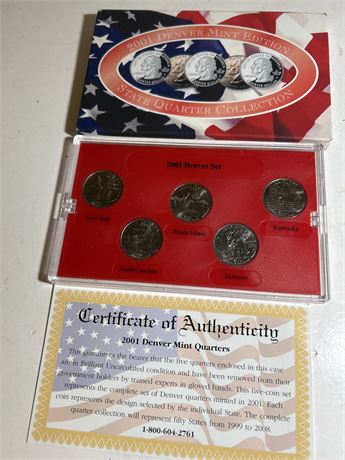 2001 DENVER MINT EDITION
STATE QUARTER COLLECTION
2001 Denver Set
New York
Rhode Island
Kentucky
North Carolina
Vermont
Certificate of Authenticity
2001 Denver Mint Quarters
This guarantees the bearer that the five quarters enclosed in this case
are in Brilliant Uncirculated condition and have been removed from their
government holders by trained experts in gloved hands. This five-coin set
represents the complete set of Denver quarters minted in 2001. Each
coin represents the design selected by the individual State. The complete
quarter collection will represent fifty States from 1999 to 2008.
1-800-604-2761